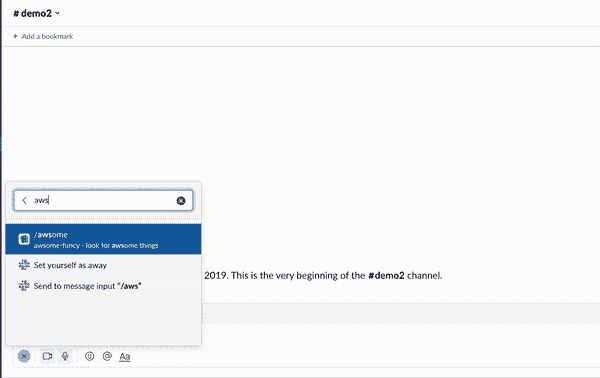 # demo2
+ Add a bookmark
aws
/awsome
awsome-funcy - look for awsome things
Set yourself as away
2019. This is the very beginning of the #demo2 channel.
Send to message input “/aws”
Aa